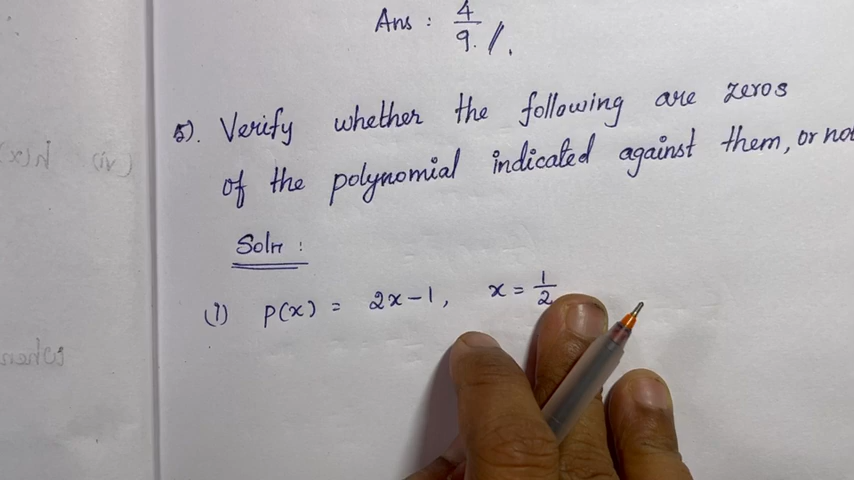 Ans : 4/9 //.
5). Verify whether the following are zeros
of the polynomial indicated against them, or not
Soln :
(1) P(x) = 2x-1, x = 1/2